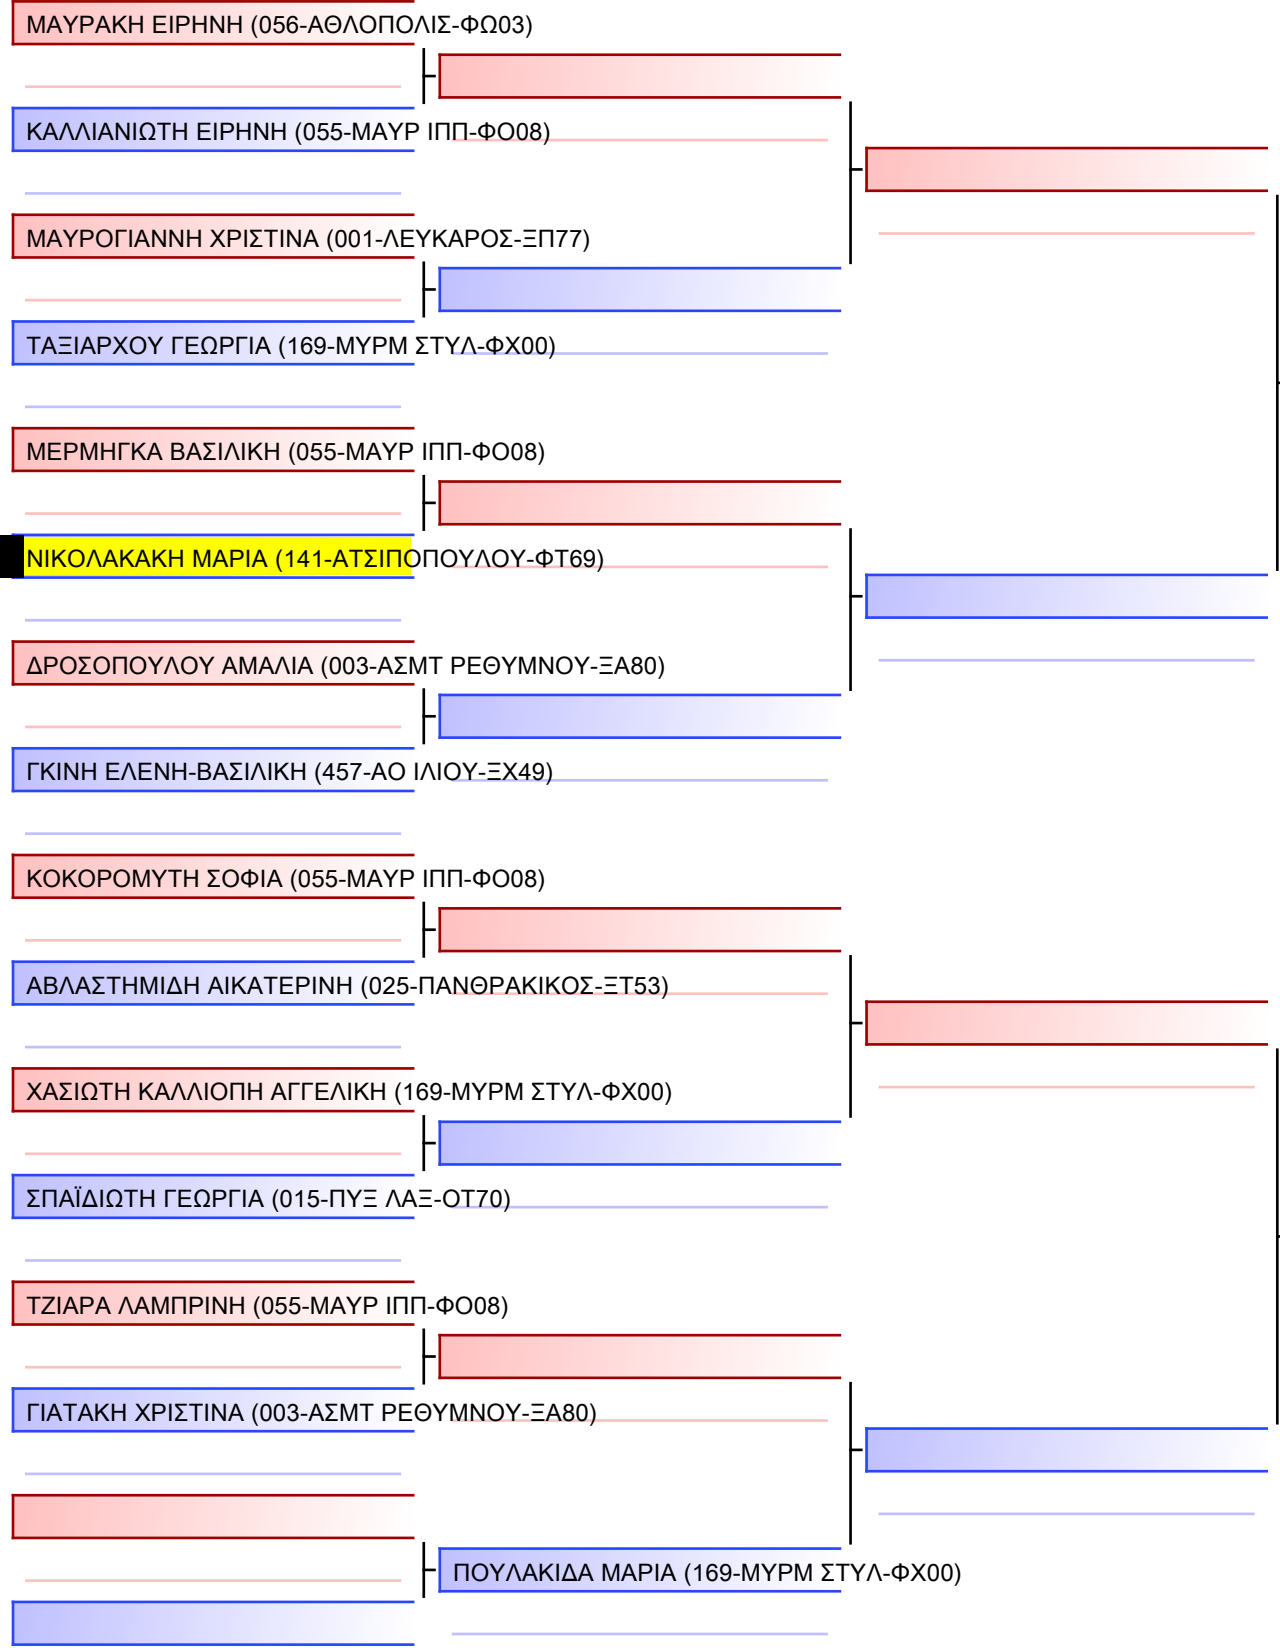 ΜΑΥΡΑΚΗ ΕΙΡΗΝΗ (056-ΑΘΛΟΠΟΛΙΣ-ΦΩ03)
ΚΑΛΛΙΑΝΙΩΤΗ ΕΙΡΗΝΗ (055-ΜΑΥΡ ΙΠΠ-ΦΟ08)
ΜΑΥΡΟΓΙΑΝΝΗ ΧΡΙΣΤΙΝΑ (001-ΛΕΥΚΑΡΟΣ-ΞΠ77)
ΤΑΞΙΑΡΧΟΥ ΓΕΩΡΓΙΑ (169-ΜΥΡΜ ΣΤΥΛ-ΦΧ00)
ΜΕΡΜΗΓΚΑ ΒΑΣΙΛΙΚΗ (055-ΜΑΥΡ ΙΠΠ-ΦΟ08)
ΝΙΚΟΛΑΚΑΚΗ ΜΑΡΙΑ (141-ΑΤΣΙΠΟΠΟΥΛΟΥ-ΦΤ69)
ΔΡΟΣΟΠΟΥΛΟΥ ΑΜΑΛΙΑ (003-ΑΣΜΤ ΡΕΘΥΜΝΟΥ-ΞΑ80)
ΓΚΙΝΗ ΕΛΕΝΗ-ΒΑΣΙΛΙΚΗ (457-ΑΟ ΙΛΙΟΥ-ΞΧ49)
ΚΟΚΟΡΟΜΥΤΗ ΣΟΦΙΑ (055-ΜΑΥΡ ΙΠΠ-ΦΟ08)
ΑΒΛΑΣΤΗΜΙΔΗ ΑΙΚΑΤΕΡΙΝΗ (025-ΠΑΝΘΡΑΚΙΚΟΣ-ΞΤ53)
ΧΑΣΙΩΤΗ ΚΑΛΛΙΟΠΗ ΑΓΓΕΛΙΚΗ (169-ΜΥΡΜ ΣΤΥΛ-ΦΧ00)
ΣΠΑΪΔΙΩΤΗ ΓΕΩΡΓΙΑ (015-ΠΥΞ ΛΑΞ-ΟΤ70)
ΤΖΙΑΡΑ ΛΑΜΠΡΙΝΗ (055-ΜΑΥΡ ΙΠΠ-ΦΟ08)
ΓΙΑΤΑΚΗ ΧΡΙΣΤΙΝΑ (003-ΑΣΜΤ ΡΕΘΥΜΝΟΥ-ΞΑ80)
ΠΟΥΛΑΚΙΔΑ ΜΑΡΙΑ (169-ΜΥΡΜ ΣΤΥΛ-ΦΧ00)